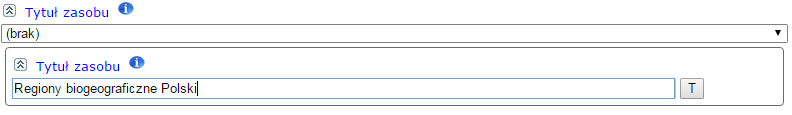 Tytuł zasobu
(brak)
Tytuł zasobu
Regiony biogeograficzne Polski T